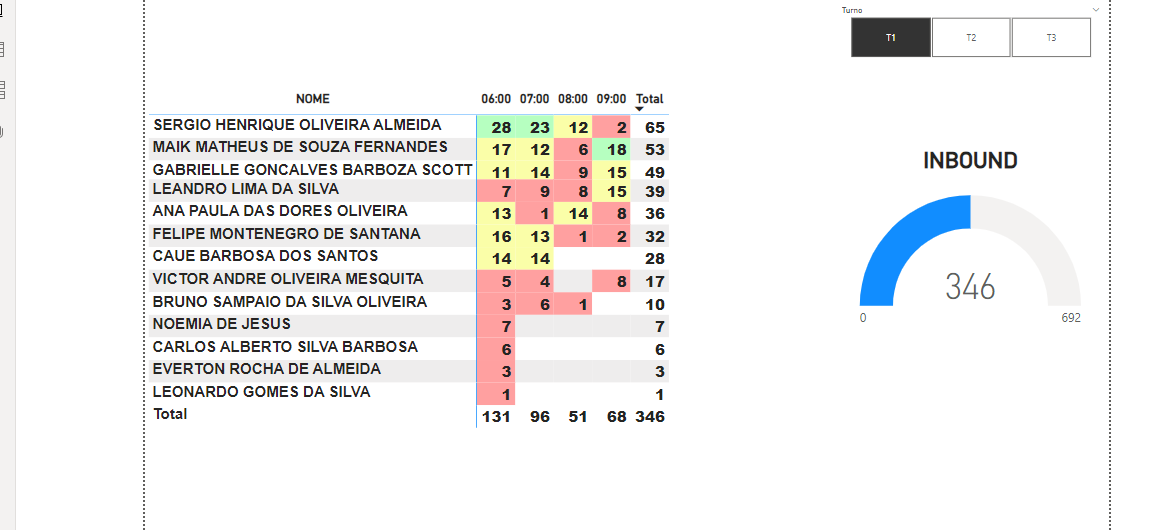 Turno
T1 T2 T3
NOME 06:00 07:00 08:00 09:00 Total
SERGIO HENRIQUE OLIVEIRA ALMEIDA 28 23 12 2 65
MAIK MATHEUS DE SOUZA FERNANDES 17 12 6 18 53
GABRIELLE GONCALVES BARBOZA SCOTT 11 14 9 15 49
LEANDRO LIMA DA SILVA 7 9 8 15 39
ANA PAULA DAS DORES OLIVEIRA 13 1 14 8 36
FELIPE MONTENEGRO DE SANTANA 16 13 1 2 32
CAUE BARBOSA DOS SANTOS 14 14 28
VICTOR ANDRE OLIVEIRA MESQUITA 5 4 8 17
BRUNO SAMPAIO DA SILVA OLIVEIRA 3 6 1 10
NOEMIA DE JESUS 7 7
CARLOS ALBERTO SILVA BARBOSA 6 6
EVERTON ROCHA DE ALMEIDA 3 3
LEONARDO GOMES DA SILVA 1 1
Total 131 96 51 68 346
INBOUND
346
0 692